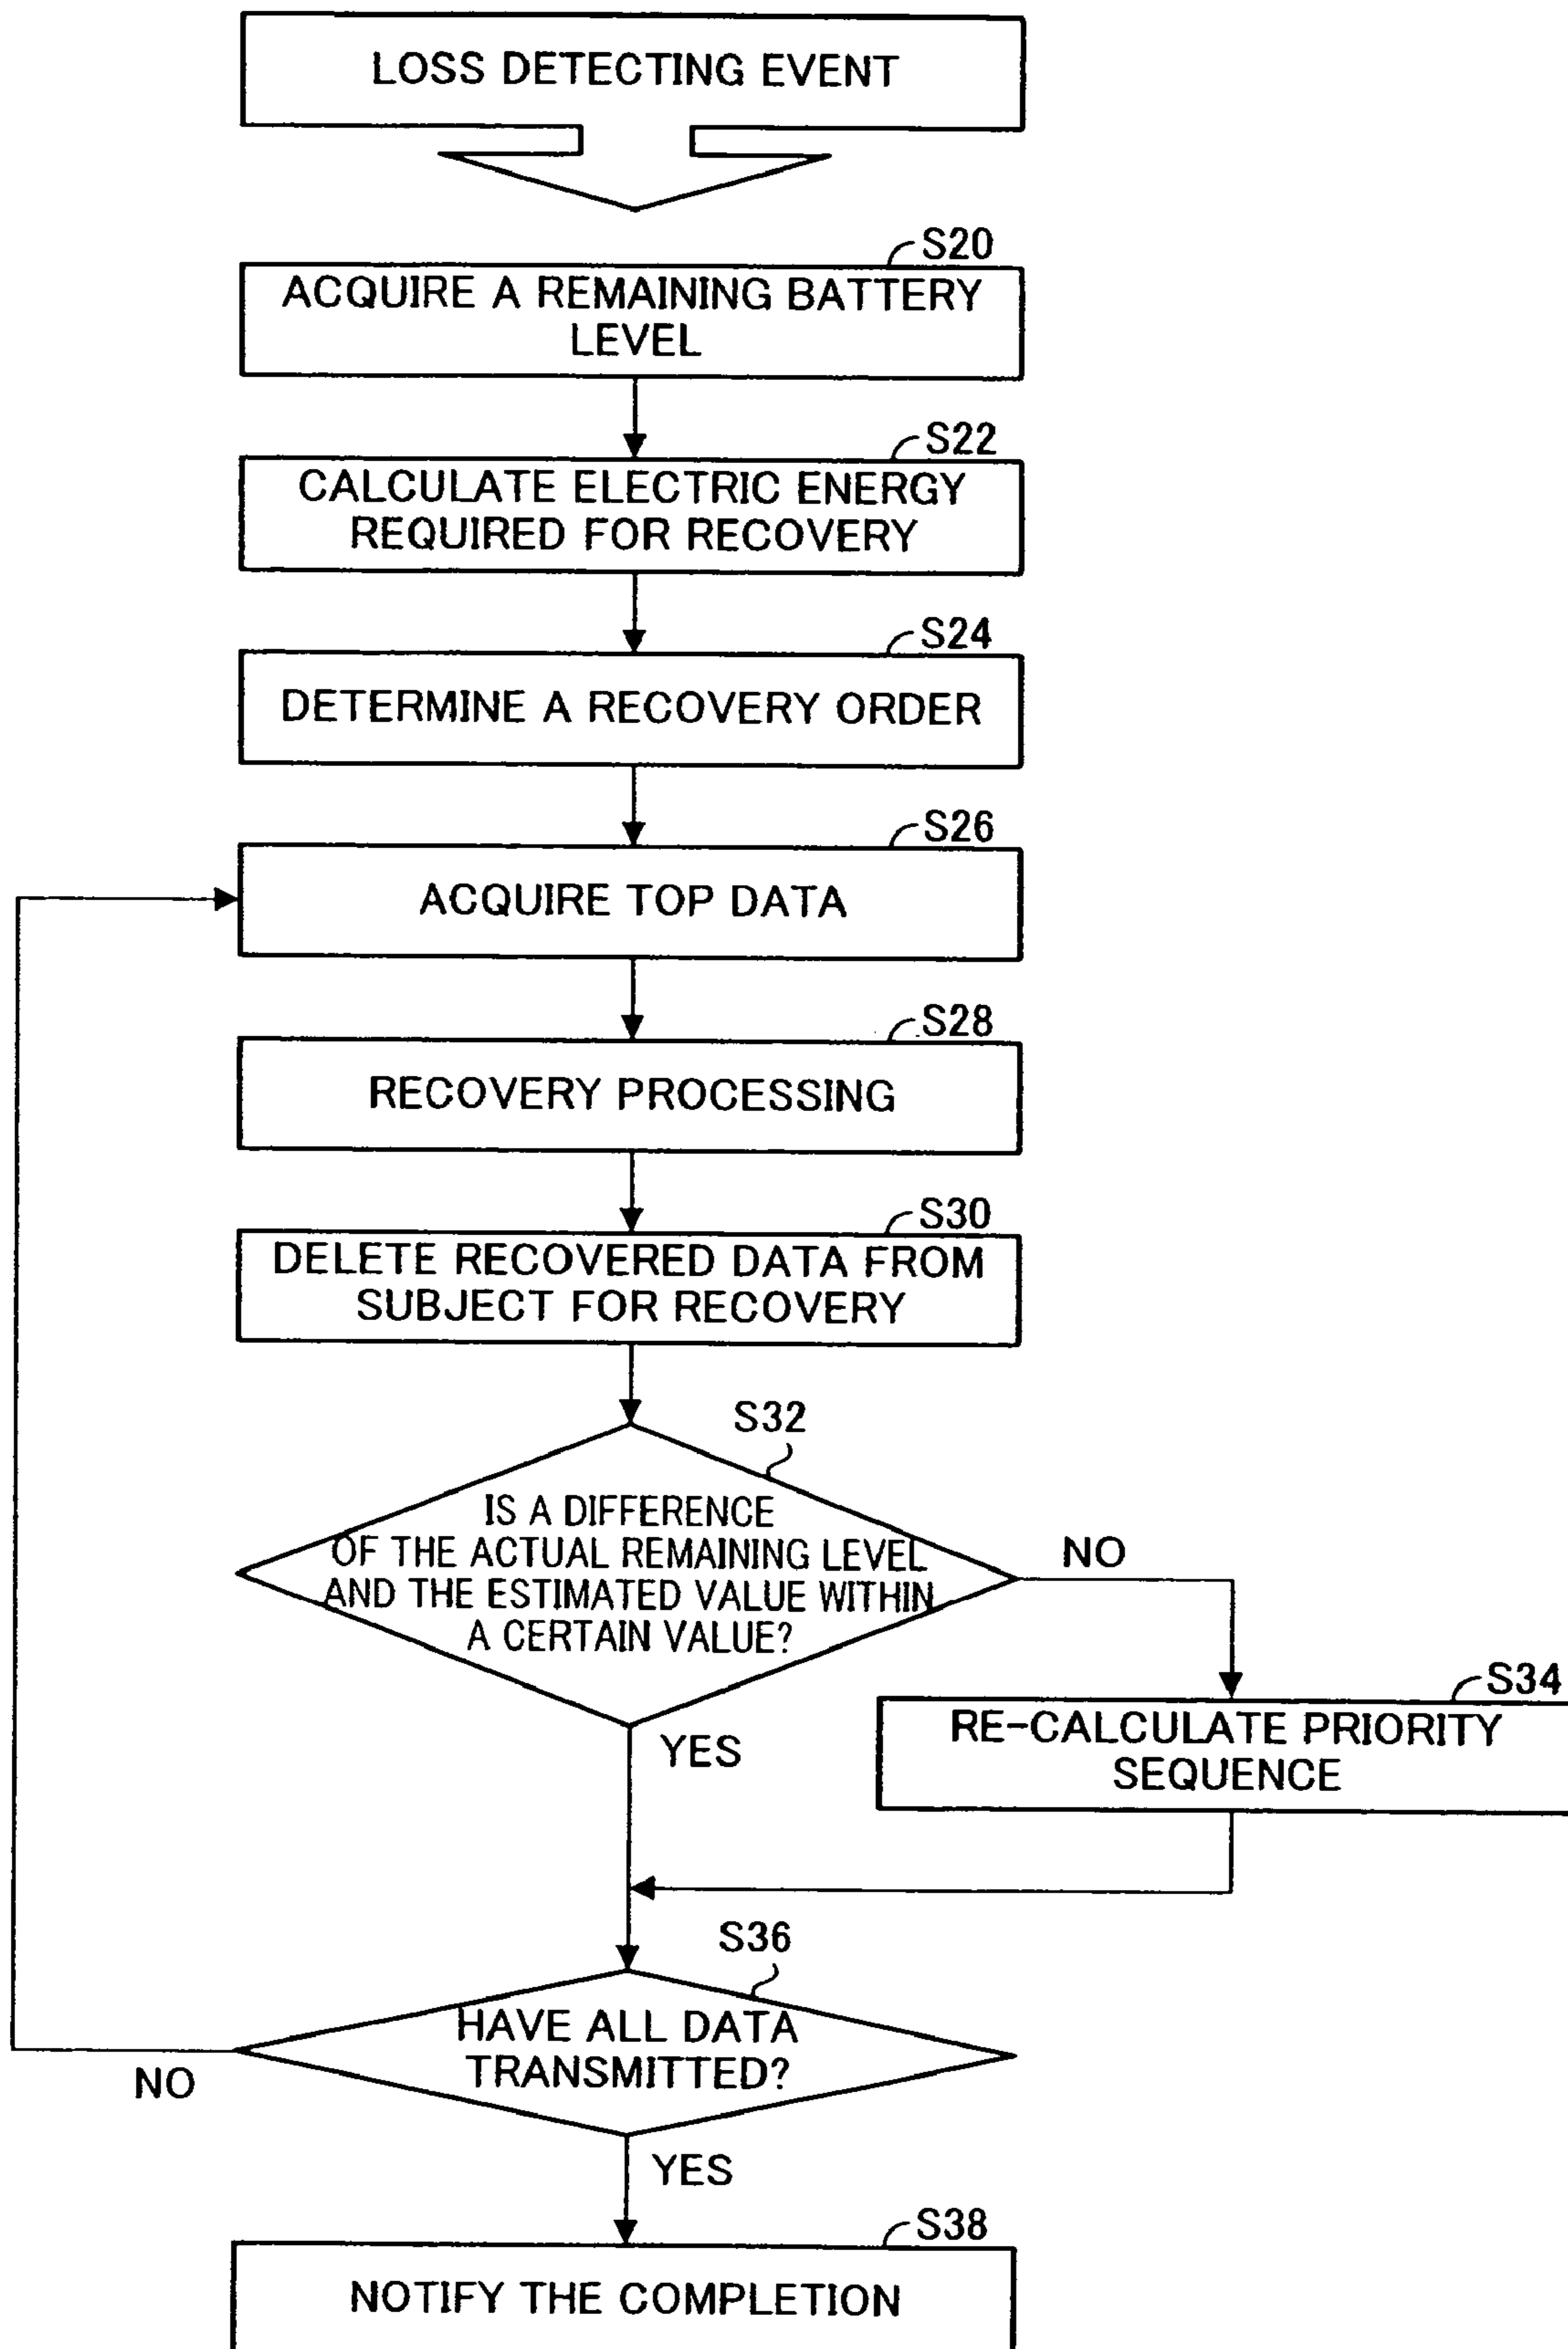 LOSS DETECTING EVENT
S20
ACQUIRE A REMAINING BATTERY
LEVEL
S22
CALCULATE ELECTRIC ENERGY
REQUIRED FOR RECOVERY
S24
DETERMINE A RECOVERY ORDER
S26
ACQUIRE TOP DATA
S28
RECOVERY PROCESSING
S30
DELETE RECOVERED DATA FROM
SUBJECT FOR RECOVERY
S32
IS A DIFFERENCE
OF THE ACTUAL REMAINING LEVEL
AND THE ESTIMATED VALUE WITHIN
A CERTAIN VALUE?
NO
YES
S34
RE-CALCULATE PRIORITY
SEQUENCE
S36
HAVE ALL DATA
TRANSMITTED?
NO
YES
S38
NOTIFY THE COMPLETION